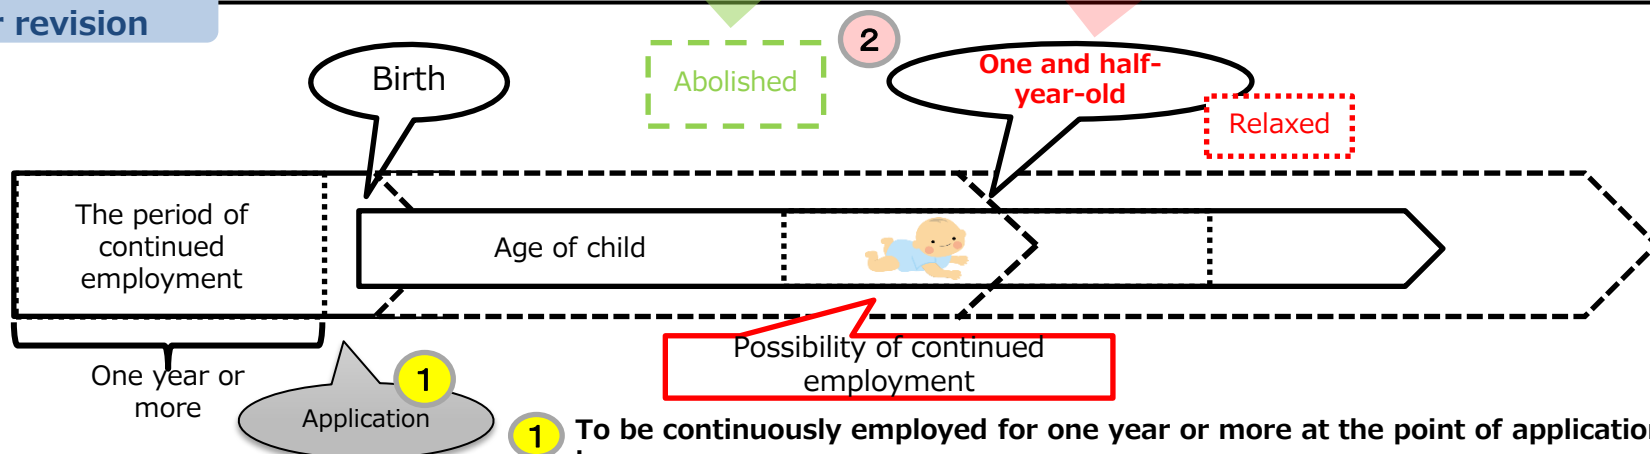 r revision
Birth
Abolished
2
One and half-
year-old
Relaxed
The period of
continued
employment
Age of child
Possibility of continued
employment
One year or
more
1
Application
1 To be continuously employed for one year or more at the point of application